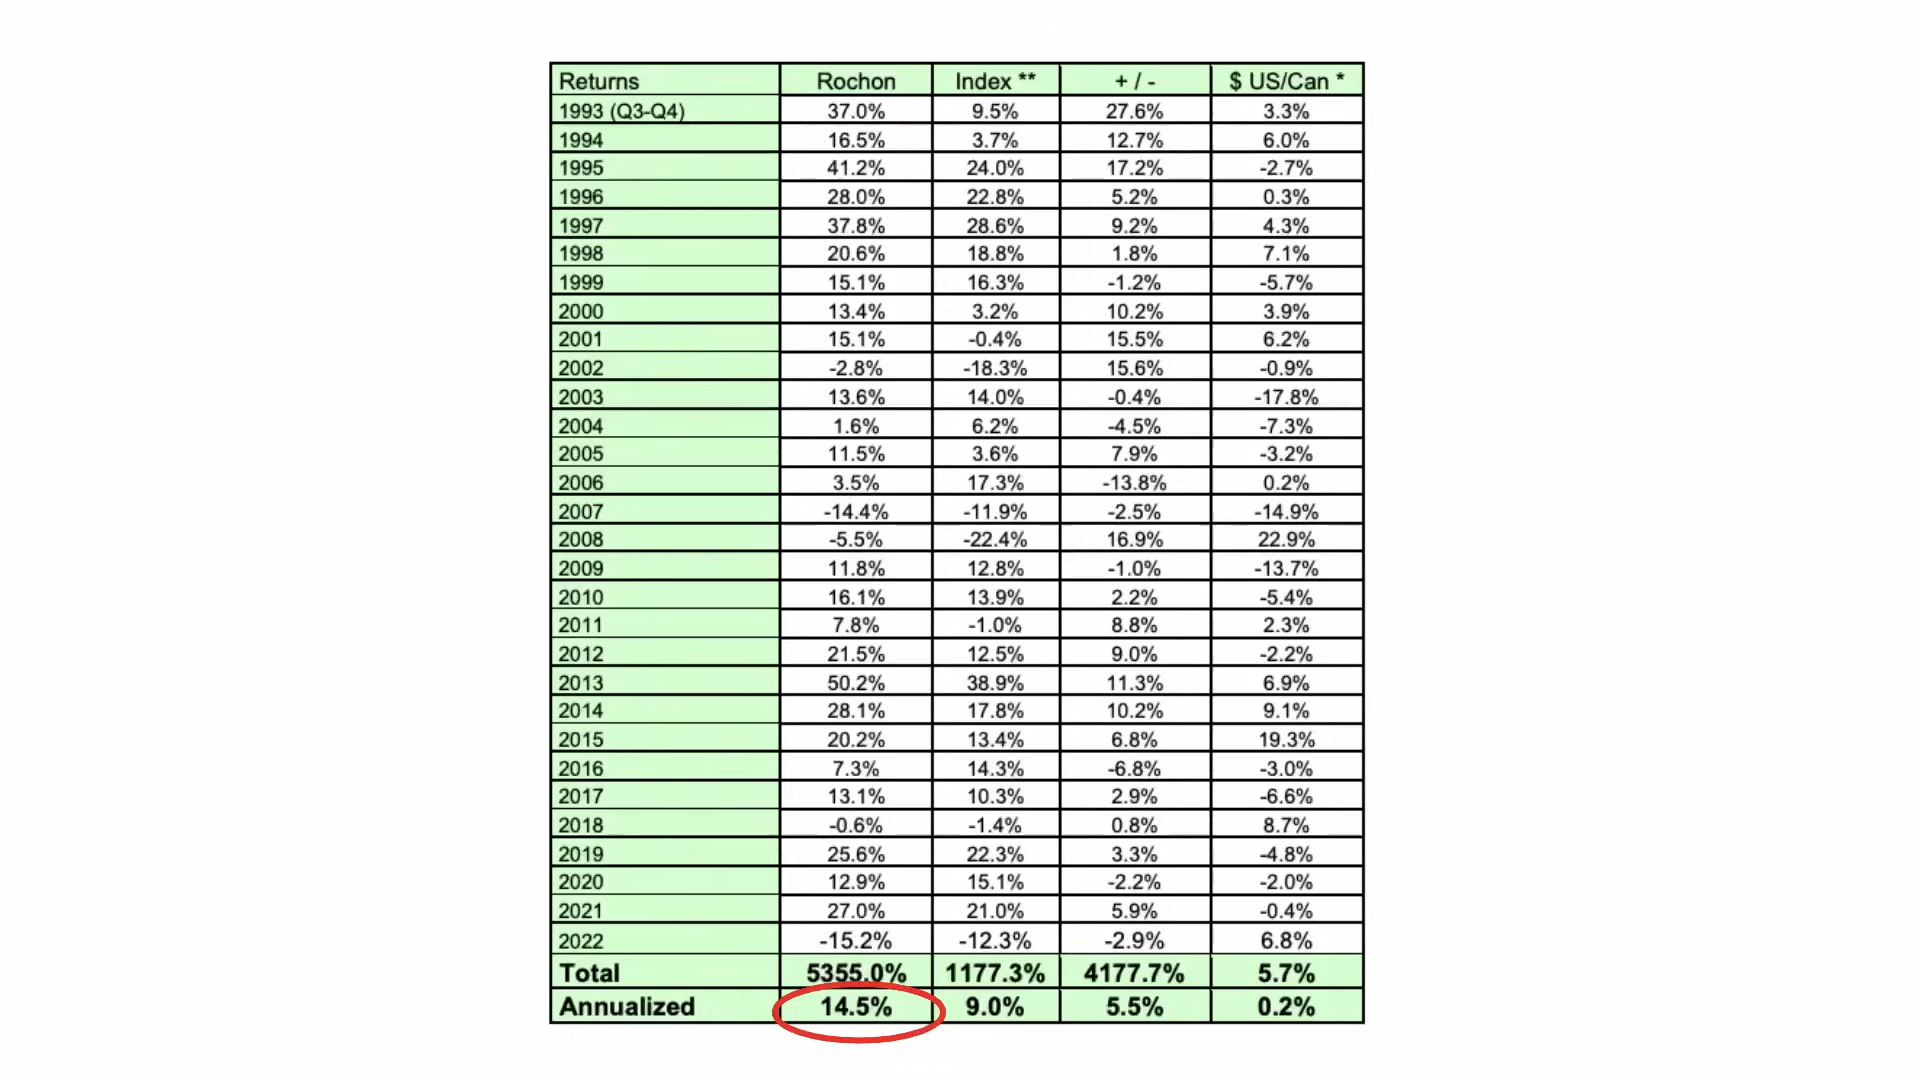 Returns Rochon Index ** + / - $ US/Can *
1993 (Q3-Q4) 37.0% 9.5% 27.6% 3.3%
1994 16.5% 3.7% 12.7% 6.0%
1995 41.2% 24.0% 17.2% -2.7%
1996 28.0% 22.8% 5.2% 0.3%
1997 37.8% 28.6% 9.2% 4.3%
1998 20.6% 18.8% 1.8% 7.1%
1999 15.1% 16.3% -1.2% -5.7%
2000 13.4% 3.2% 10.2% 3.9%
2001 15.1% -0.4% 15.5% 6.2%
2002 -2.8% -18.3% 15.6% -0.9%
2003 13.6% 14.0% -0.4% -17.8%
2004 1.6% 6.2% -4.5% -7.3%
2005 11.5% 3.6% 7.9% -3.2%
2006 3.5% 17.3% -13.8% 0.2%
2007 -14.4% -11.9% -2.5% -14.9%
2008 -5.5% -22.4% 16.9% 22.9%
2009 11.8% 12.8% -1.0% -13.7%
2010 16.1% 13.9% 2.2% -5.4%
2011 7.8% -1.0% 8.8% 2.3%
2012 21.5% 12.5% 9.0% -2.2%
2013 50.2% 38.9% 11.3% 6.9%
2014 28.1% 17.8% 10.2% 9.1%
2015 20.2% 13.4% 6.8% 19.3%
2016 7.3% 14.3% -6.8% -3.0%
2017 13.1% 10.3% 2.9% -6.6%
2018 -0.6% -1.4% 0.8% 8.7%
2019 25.6% 22.3% 3.3% -4.8%
2020 12.9% 15.1% -2.2% -2.0%
2021 27.0% 21.0% 5.9% -0.4%
2022 -15.2% -12.3% -2.9% 6.8%
Total 5355.0% 1177.3% 4177.7% 5.7%
Annualized 14.5% 9.0% 5.5% 0.2%